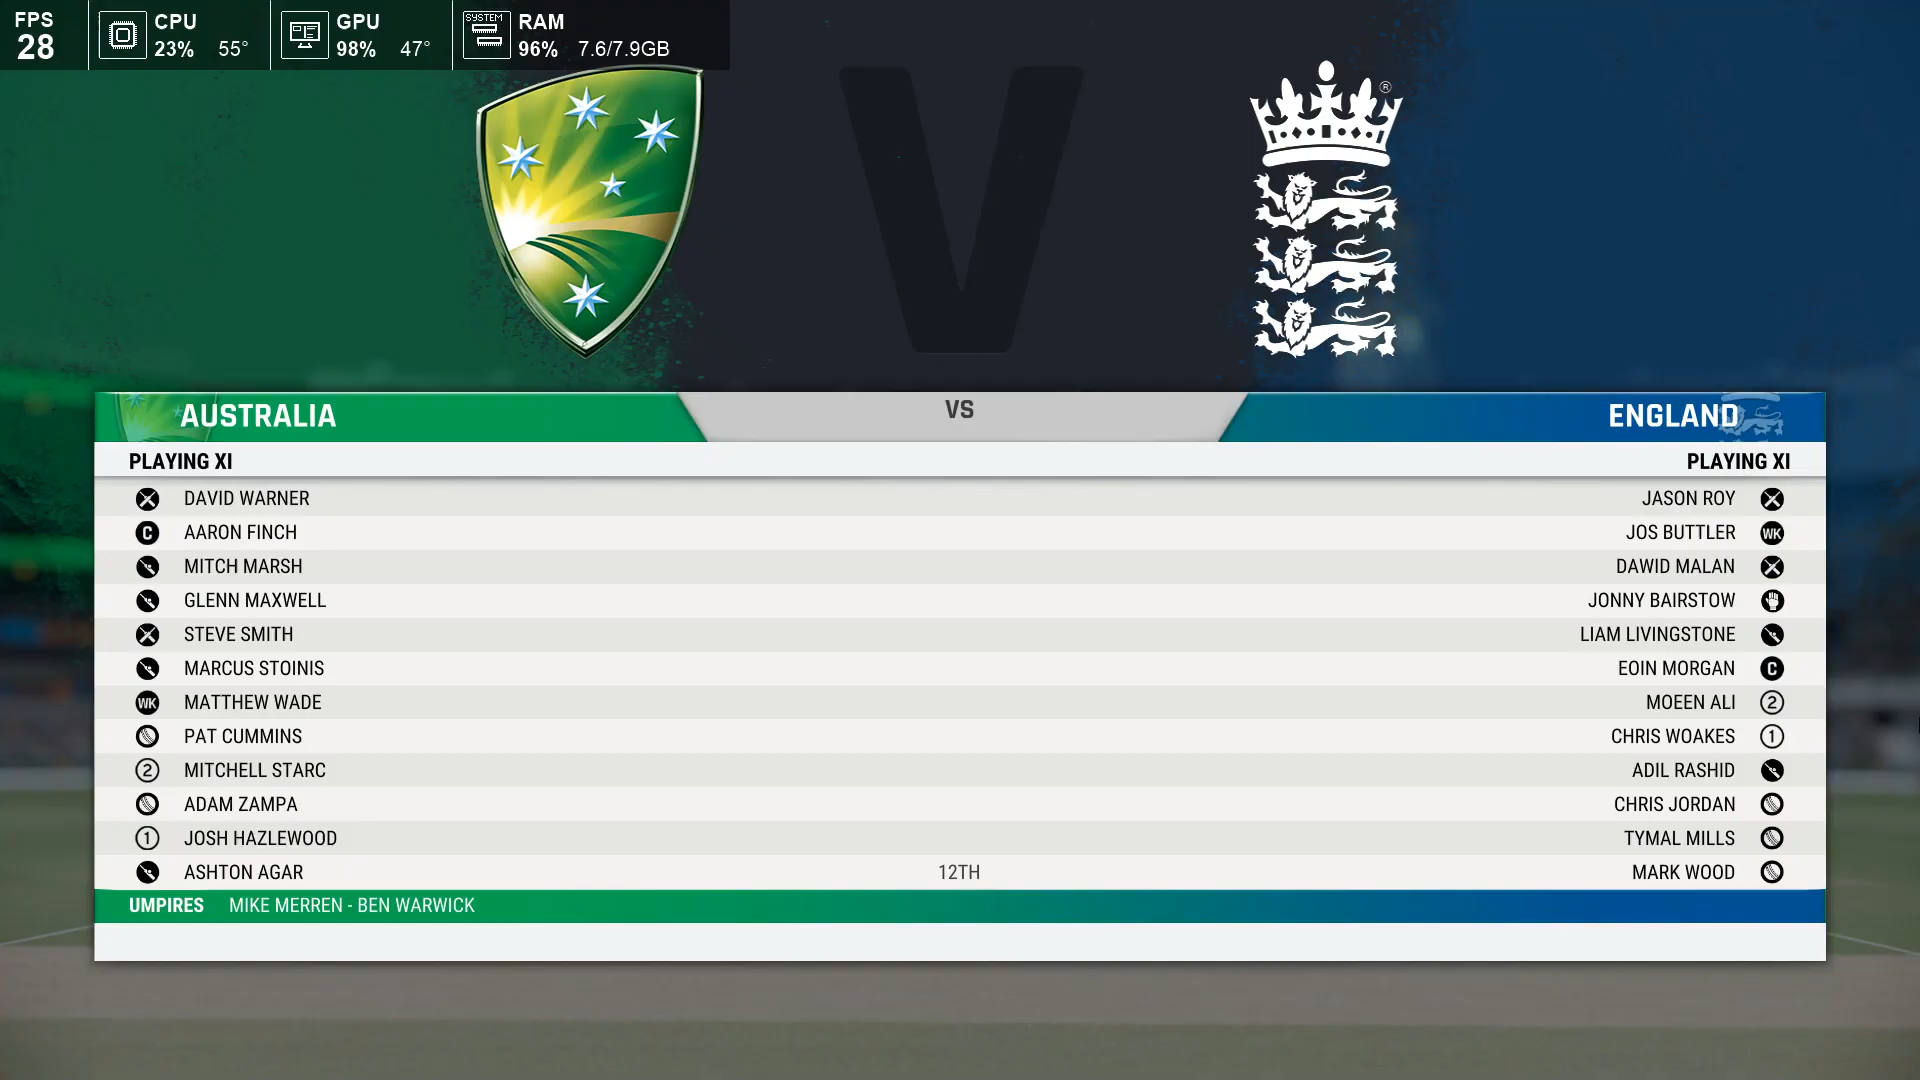 FPS
28
CPU
23% 55°
GPU
98% 47°
SYSTEM
RAM
96% 7.6/7.9GB
V
®
AUSTRALIA VS ENGLAND
PLAYING XI PLAYING XI
DAVID WARNER JASON ROY
C AARON FINCH JOS BUTTLER WK
MITCH MARSH DAWID MALAN
GLENN MAXWELL JONNY BAIRSTOW
STEVE SMITH LIAM LIVINGSTONE
MARCUS STOINIS EOIN MORGAN C
WK MATTHEW WADE MOEEN ALI 2
PAT CUMMINS CHRIS WOAKES 1
2 MITCHELL STARC ADIL RASHID
ADAM ZAMPA CHRIS JORDAN
1 JOSH HAZLEWOOD TYMAL MILLS
ASHTON AGAR 12TH MARK WOOD
UMPIRES MIKE MERREN - BEN WARWICK